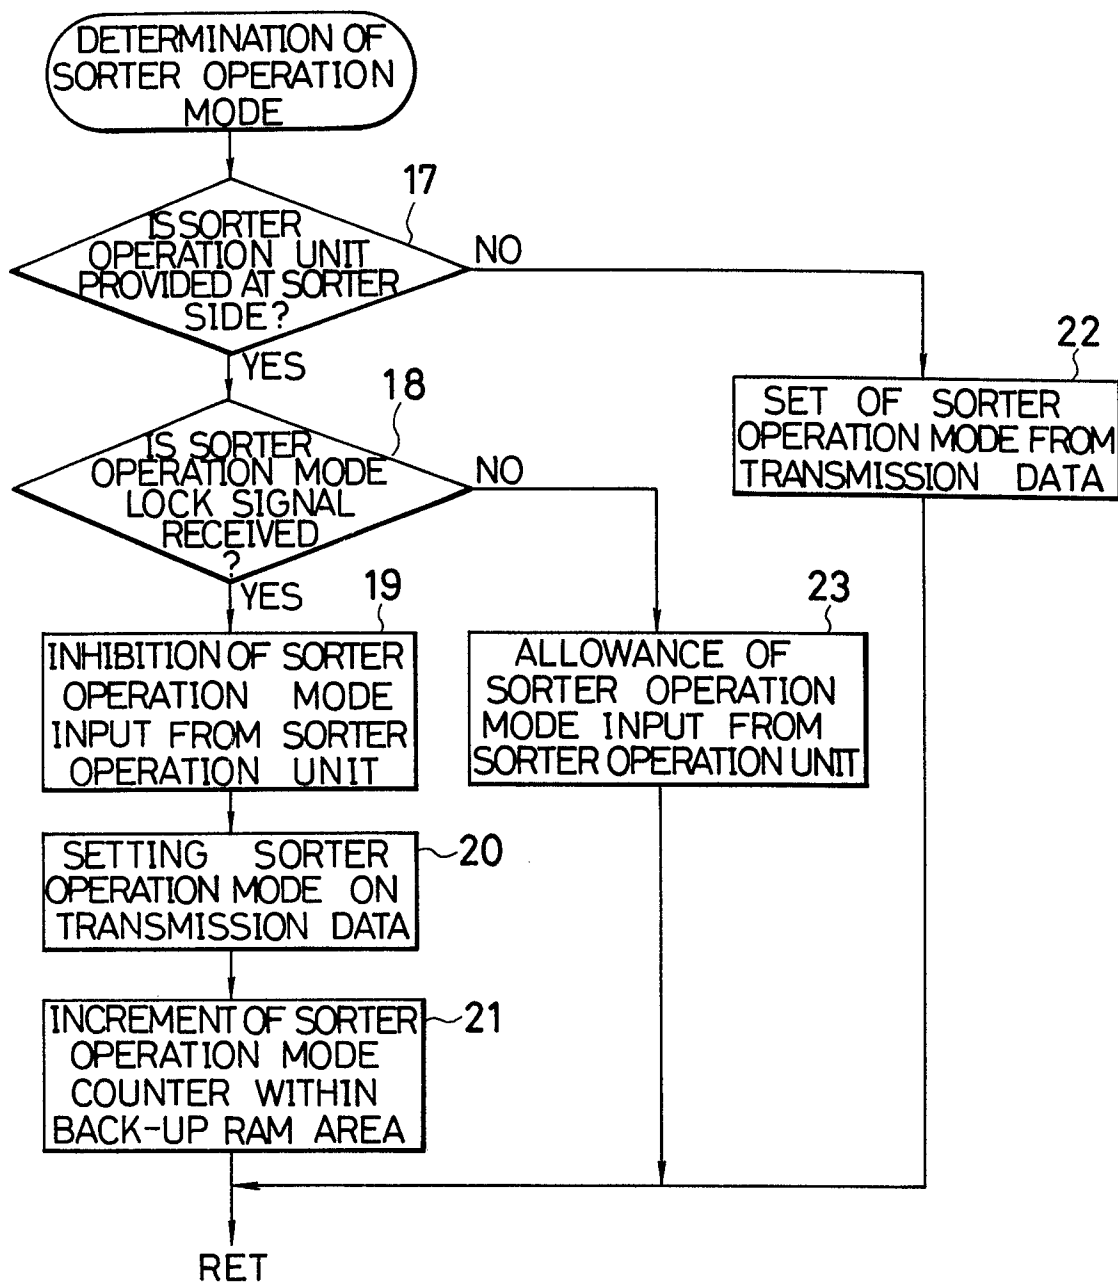 DETERMINATION OF
SORTER OPERATION
MODE
17
IS SORTER
OPERATION UNIT
PROVIDED AT SORTER
SIDE?
NO
YES
22
SET OF SORTER
OPERATION MODE FROM
TRANSMISSION DATA
18
IS SORTER
OPERATION MODE
LOCK SIGNAL
RECEIVED
?
NO
YES
19
INHIBITION OF SORTER
OPERATION MODE
INPUT FROM SORTER
OPERATION UNIT
23
ALLOWANCE OF
SORTER OPERATION
MODE INPUT FROM
SORTER OPERATION UNIT
SETTING SORTER
OPERATION MODE ON
TRANSMISSION DATA
20
INCREMENT OF SORTER
OPERATION MODE
COUNTER WITHIN
BACK-UP RAM AREA
21
RET